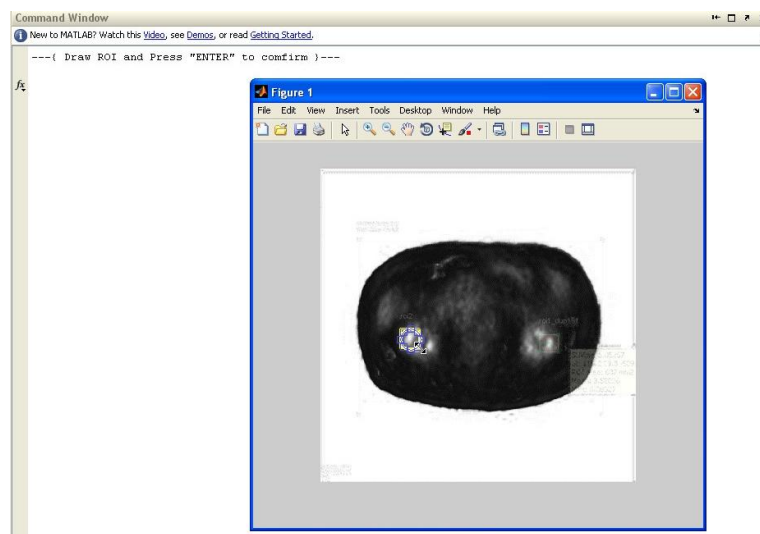 Command Window
New to MATLAB? Watch this Video, see Demos, or read Getting Started.
---{ Draw ROI and Press "ENTER" to comfirm }---
fx
Figure 1
File Edit View Insert Tools Desktop Window Help